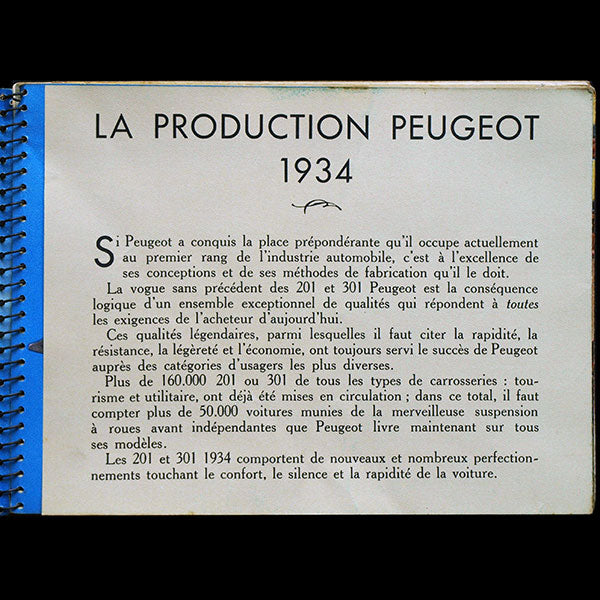 LA PRODUCTION PEUGEOT
1934
Si Peugeot a conquis la place prépondérante qu'il occupe actuellement
au premier rang de l'industrie automobile, c'est à l'excellence de
ses conceptions et de ses méthodes de fabrication qu'il le doit.
La vogue sans précédent des 201 et 301 Peugeot est la conséquence
logique d'un ensemble exceptionnel de qualités qui répondent à toutes
les exigences de l'acheteur d'aujourd'hui.
Ces qualités légendaires, parmi lesquelles il faut citer la rapidité, la
résistance, la légèreté et l'économie, ont toujours servi le succès de Peugeot
auprès des catégories d'usagers les plus diverses.
Plus de 160.000 201 ou 301 de tous les types de carrosseries : tou-
risme et utilitaire, ont déjà été mises en circulation ; dans ce total, il faut
compter plus de 50.000 voitures munies de la merveilleuse suspension
à roues avant indépendantes que Peugeot livre maintenant sur tous
ses modèles.
Les 201 et 301 1934 comportent de nouveaux et nombreux perfection-
nements touchant le confort, le silence et la rapidité de la voiture.